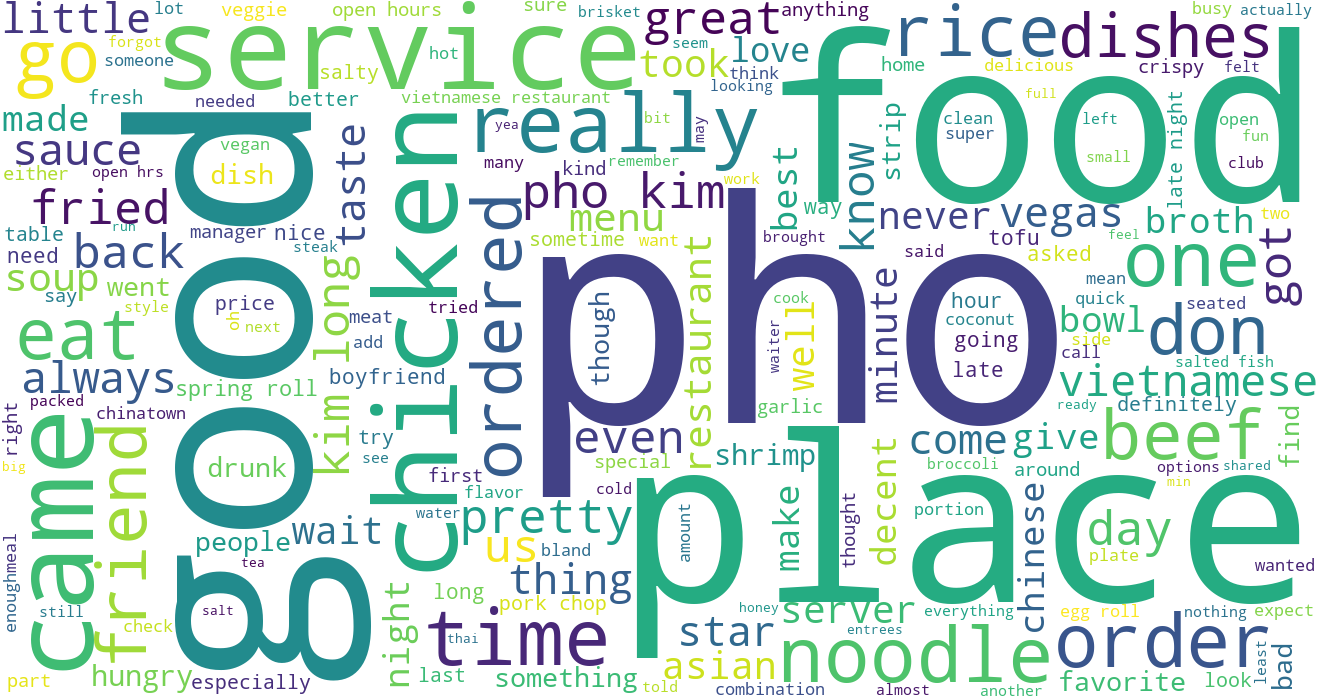 little
lot
veggie
open hours
sure
brisket
great
anything
busy
actually
go
forgot
someone
service
hot
salty
seem
took
love
think
looking
food
rice
dishes
home
delicious
crispy
felt
made
fresh
needed
better
vietnamese restaurant
really
yea
bit
may
full
clean
super
left
late night
open
fun
sauce
vegan
good
taste
chicken
many
kind
remember
best
strip
small
club
either
open hrs
dish
fried
pho kim
work
way
know
never
vegas
broth
two
table
run
manager
nice
steak
menu
ordered
sometime
want
brought
pho
said
tofu
asked
feel
got
need
back
soup
went
say
style
price
oh
next
kim long
meat
add
tried
though
restaurant
cook
waiter
well
minute
hour
coconut
going
late
mean
quick
one
seated
bowl
side
call
don
salted fish
eat
always
spring roll
boyfriend
garlic
vietnamese
ready
definitely
right
packed
chinatown
came
friend
try
see
even
special
shrimp
come
give
beef
find
big
drunk
first
flavor
cold
broccoli
around
options
shared
min
water
pretty
place
amount
make
thought
decent
portion
chinese
day
plate
wanted
enoughmeal
people
wait
tea
us
bland
thing
still
salt
check
night
long
pork chop
honey
server
everything
egg roll
nothing
expect
time
thai
star
entrees
noodle
order
least
bad
part
hungry
especially
last
something
told
asian
combination
almost
another
favorite
look